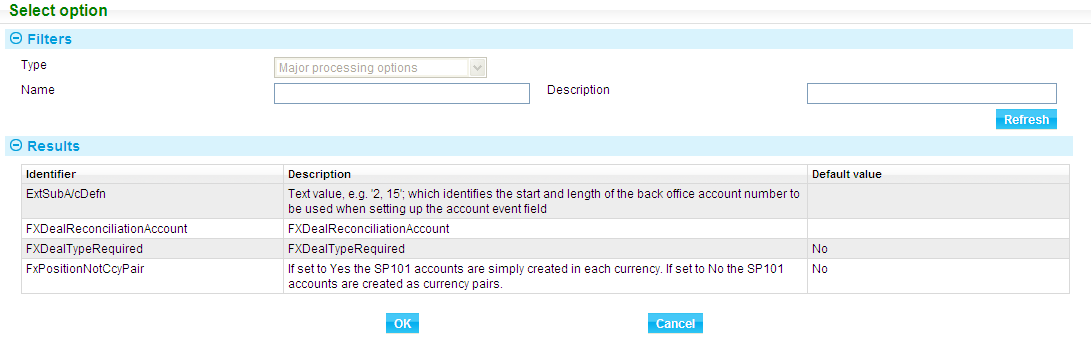 Select option
Filters
Type
Major processing options
Name
Description
Refresh
Results
Identifier Description Default value
ExtSubA/cDefn Text value, e.g. '2, 15'; which identifies the start and length of the back office account number to
be used when setting up the account event field
FXDealReconciliationAccount FXDealReconciliationAccount
FXDealTypeRequired FXDealTypeRequired No
FxPositionNotCcyPair If set to Yes the SP101 accounts are simply created in each currency. If set to No the SP101 No
accounts are created as currency pairs.
OK Cancel